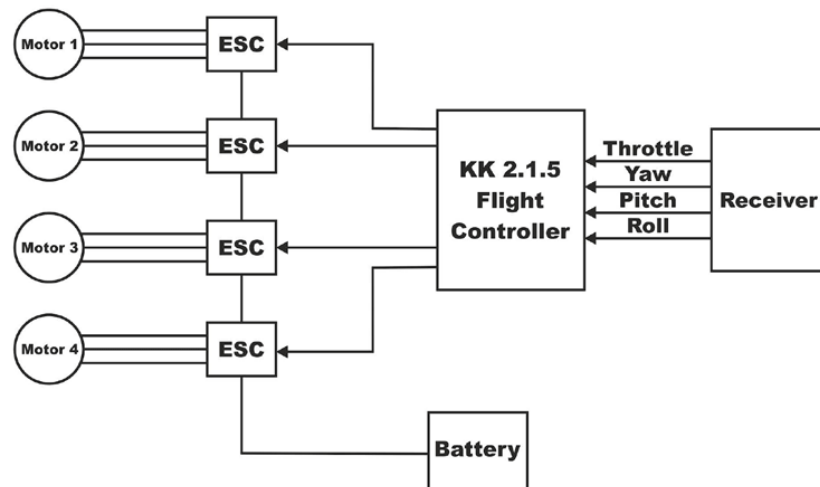 Motor 1
ESC
Motor 2
ESC
Motor 3
ESC
Motor 4
ESC
KK 2.1.5
Flight
Controller
Throttle
Yaw
Pitch
Roll
Receiver
Battery